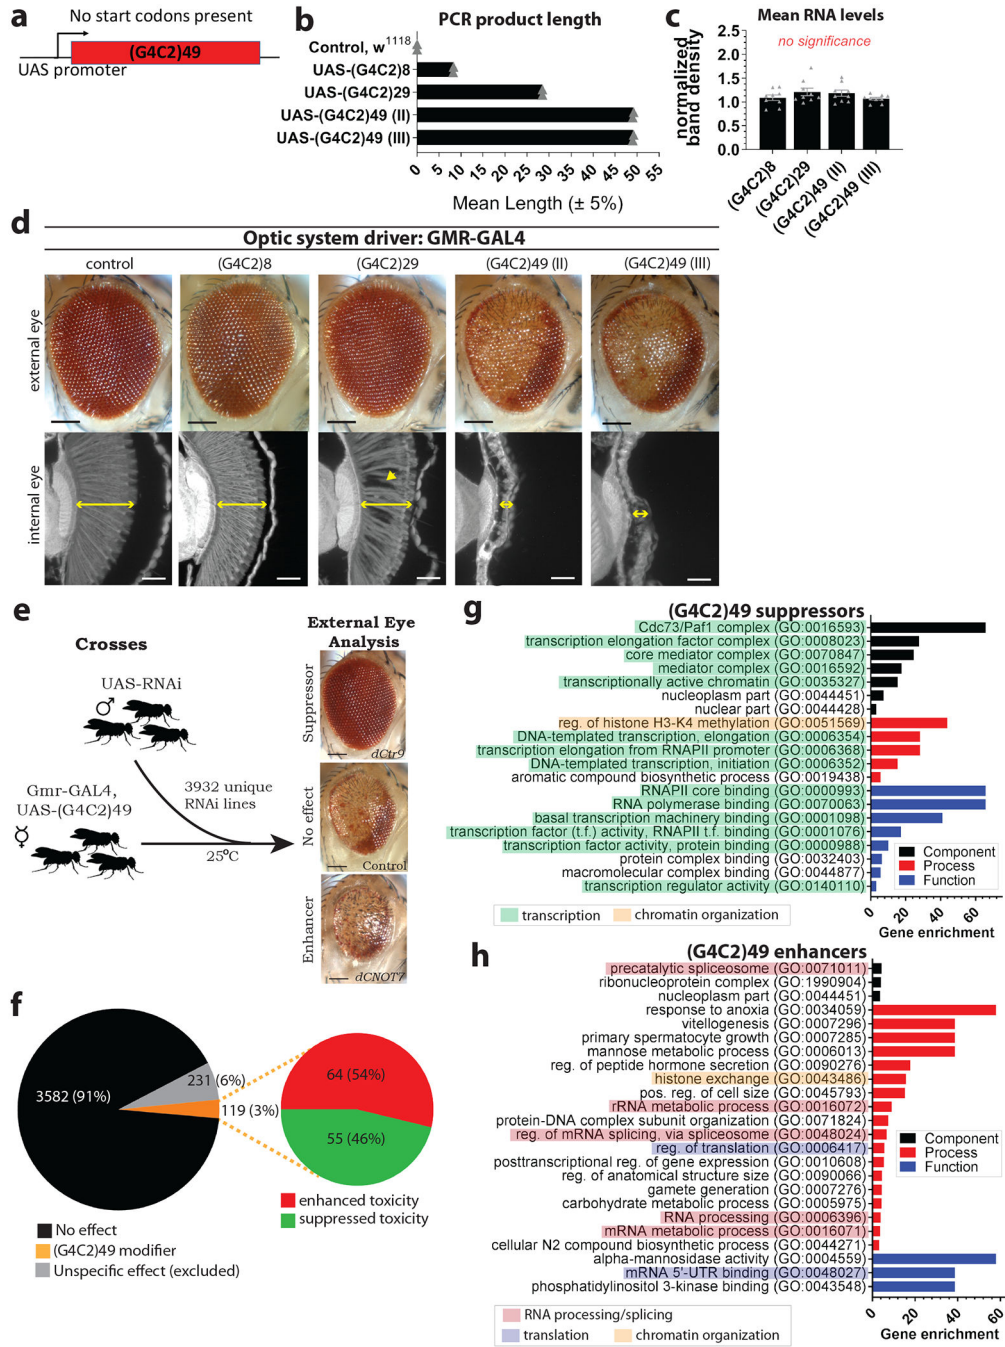 a
No start codons present
(G4C2)49
UAS promoter
b
PCR product length
Control, w1118
UAS-(G4C2)8
UAS-(G4C2)29
UAS-(G4C2)49 (II)
UAS-(G4C2)49 (III)
0 5 10 15 20 25 30 35 40 45 50 55
Mean Length (± 5%)
c
Mean RNA levels
no significance
normalized
band density
2.5
2.0
1.5
1.0
0.5
0.0
(G4C2)8
(G4C2)29
(G4C2)49 (II)
(G4C2)49 (III)
d
Optic system driver: GMR-GAL4
control (G4C2)8 (G4C2)29 (G4C2)49 (II) (G4C2)49 (III)
external eye
internal eye
e
Crosses
UAS-RNAi
♂
Gmr-GAL4,
UAS-(G4C2)49
☿
3932 unique
RNAi lines
25ºC
External Eye
Analysis
Suppressor
dCtr9
No effect
Control
Enhancer
dCNOT7
f
3582 (91%)
231 (6%)
119 (3%)
64 (54%)
55 (46%)
enhanced toxicity
suppressed toxicity
No effect
(G4C2)49 modifier
Unspecific effect (excluded)
g
(G4C2)49 suppressors
Cdc73/Paf1 complex (GO:0016593)
transcription elongation factor complex (GO:0008023)
core mediator complex (GO:0070847)
mediator complex (GO:0016592)
transcriptionally active chromatin (GO:0035327)
nucleoplasm part (GO:0044451)
nuclear part (GO:0044428)
reg. of histone H3-K4 methylation (GO:0051569)
DNA-templated transcription, elongation (GO:0006354)
transcription elongation from RNAPII promoter (GO:0006368)
DNA-templated transcription, initiation (GO:0006352)
aromatic compound biosynthetic process (GO:0019438)
RNAPII core binding (GO:0000993)
RNA polymerase binding (GO:0070063)
basal transcription machinery binding (GO:0001098)
transcription factor (t.f.) activity, RNAPII t.f. binding (GO:0001076)
transcription factor activity, protein binding (GO:0000988)
protein complex binding (GO:0032403)
macromolecular complex binding (GO:0044877)
transcription regulator activity (GO:0140110)
Component
Process
Function
0 20 40 60
Gene enrichment
transcription chromatin organization
h
(G4C2)49 enhancers
precatalytic spliceosome (GO:0071011)
ribonucleoprotein complex (GO:1990904)
nucleoplasm part (GO:0044451)
response to anoxia (GO:0034059)
vitellogenesis (GO:0007296)
primary spermatocyte growth (GO:0007285)
mannose metabolic process (GO:0006013)
reg. of peptide hormone secretion (GO:0090276)
histone exchange (GO:0043486)
pos. reg. of cell size (GO:0045793)
rRNA metabolic process (GO:0016072)
protein-DNA complex subunit organization (GO:0071824)
reg. of mRNA splicing, via spliceosome (GO:0048024)
reg. of translation (GO:0006417)
posttranscriptional reg. of gene expression (GO:0010608)
reg. of anatomical structure size (GO:0090066)
gamete generation (GO:0007276)
carbohydrate metabolic process (GO:0005975)
RNA processing (GO:0006396)
mRNA metabolic process (GO:0016071)
cellular N2 compound biosynthetic process (GO:0044271)
alpha-mannosidase activity (GO:0004559)
mRNA 5'-UTR binding (GO:0048027)
phosphatidylinositol 3-kinase binding (GO:0043548)
Component
Process
Function
0 20 40 60
Gene enrichment
RNA processing/splicing
translation chromatin organization